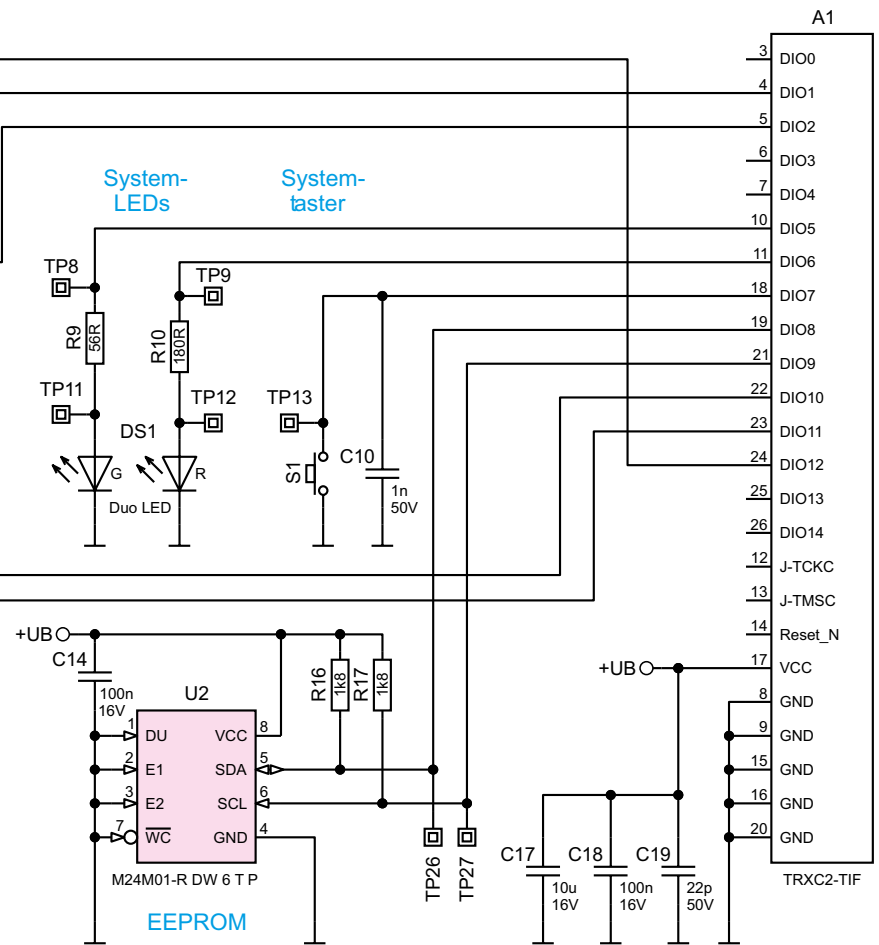 A1
3 DIO0
4 DIO1
5 DIO2
6 DIO3
7 DIO4
System-
LEDs
System-
taster
10 DIO5
11 DIO6
TP8
TP9
18 DIO7
R9
56R
R10
180R
19 DIO8
21 DIO9
TP11
TP12
TP13
22 DIO10
23 DIO11
DS1
24 DIO12
G
R
S1
C10
1n
50V
Duo LED
25 DIO13
26 DIO14
12 J-TCKC
13 J-TMSC
14 Reset_N
+UB
C14
100n
16V
R16
1k8
R17
1k8
+UB
17 VCC
8 GND
9 GND
15 GND
16 GND
20 GND
U2
1 DU
2 E1
3 E2
7 WC
VCC 8
SDA 5
SCL 6
GND 4
M24M01-R DW 6 T P
EEPROM
TP26
TP27
C17
10u
16V
C18
100n
16V
C19
22p
50V
TRXC2-TIF